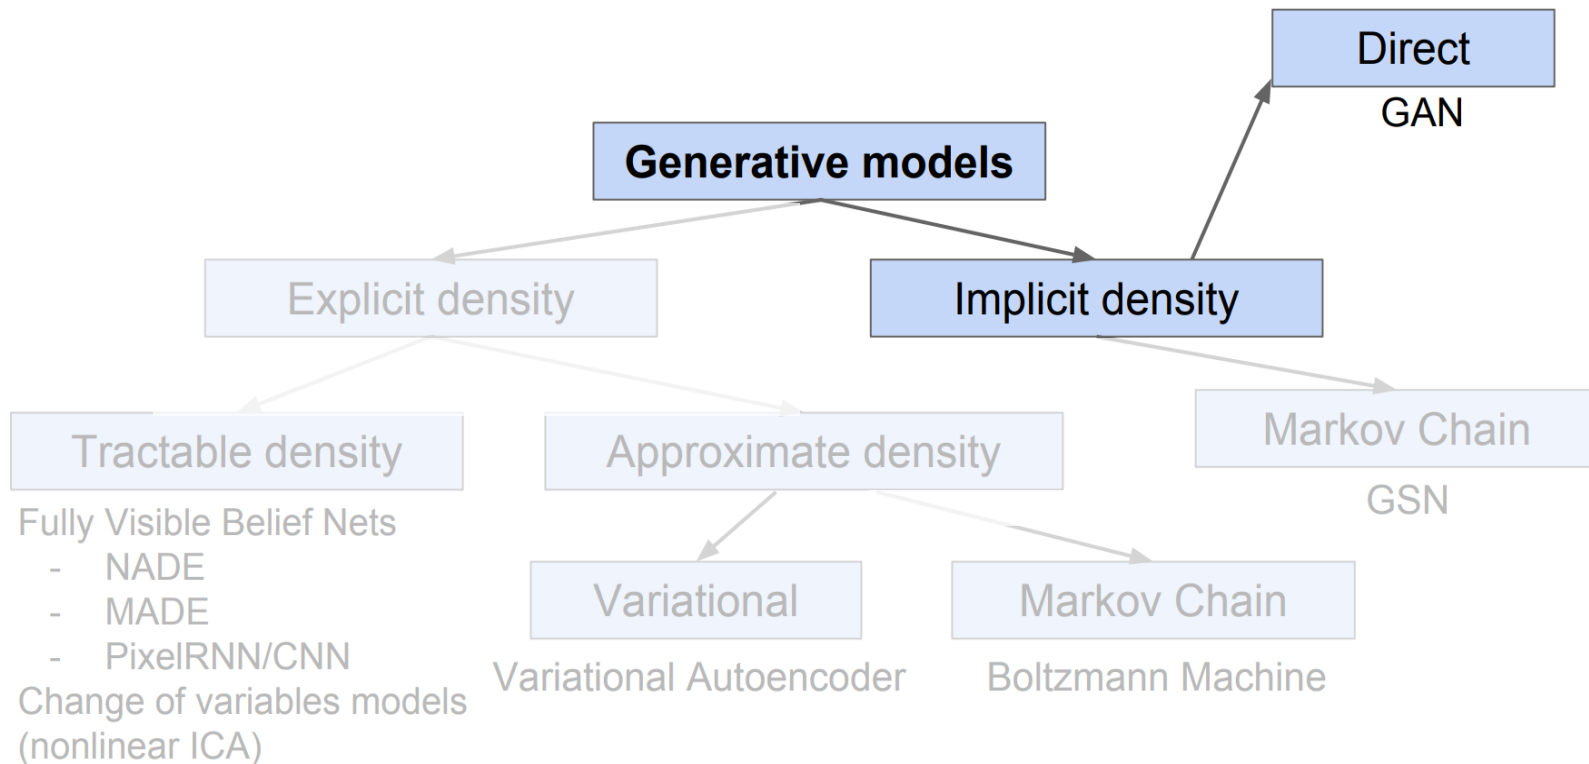 Direct
GAN
Generative models
Explicit density
Implicit density
Markov Chain
GSN
Tractable density
Approximate density
Fully Visible Belief Nets
- NADE
- MADE
- PixelRNN/CNN
Change of variables models
(nonlinear ICA)
Variational
Markov Chain
Variational Autoencoder
Boltzmann Machine